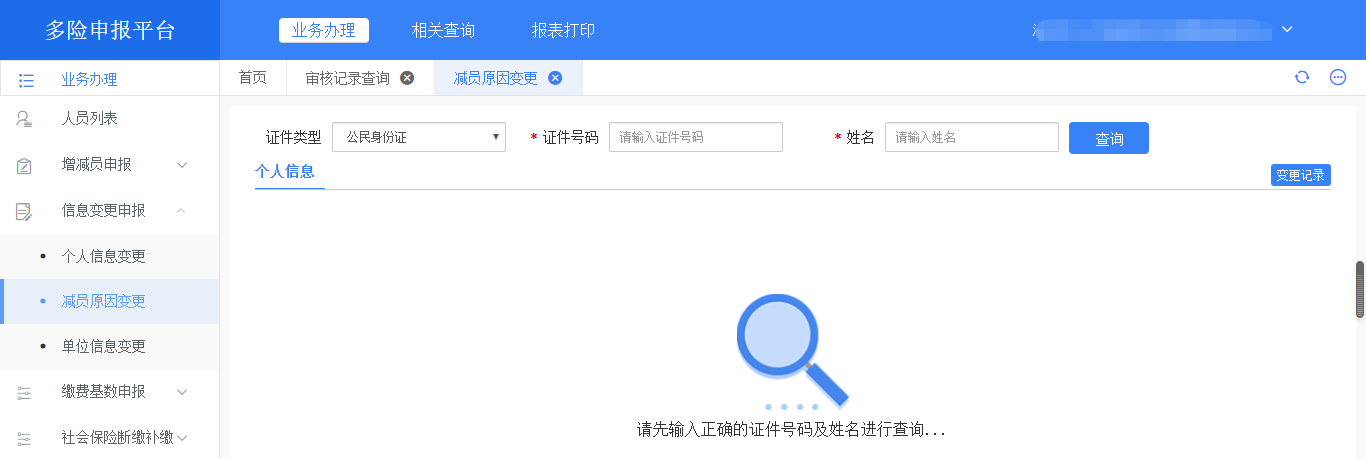 多险申报平台
业务办理 相关查询 报表打印
业务办理
首页 审核记录查询 减员原因变更
人员列表
证件类型 公民身份证 * 证件号码 请输入证件号码 * 姓名 请输入姓名 查询
增减员申报
个人信息 变更记录
信息变更申报
个人信息变更
减员原因变更
单位信息变更
缴费基数申报
请先输入正确的证件号码及姓名进行查询...
社会保险断缴补缴